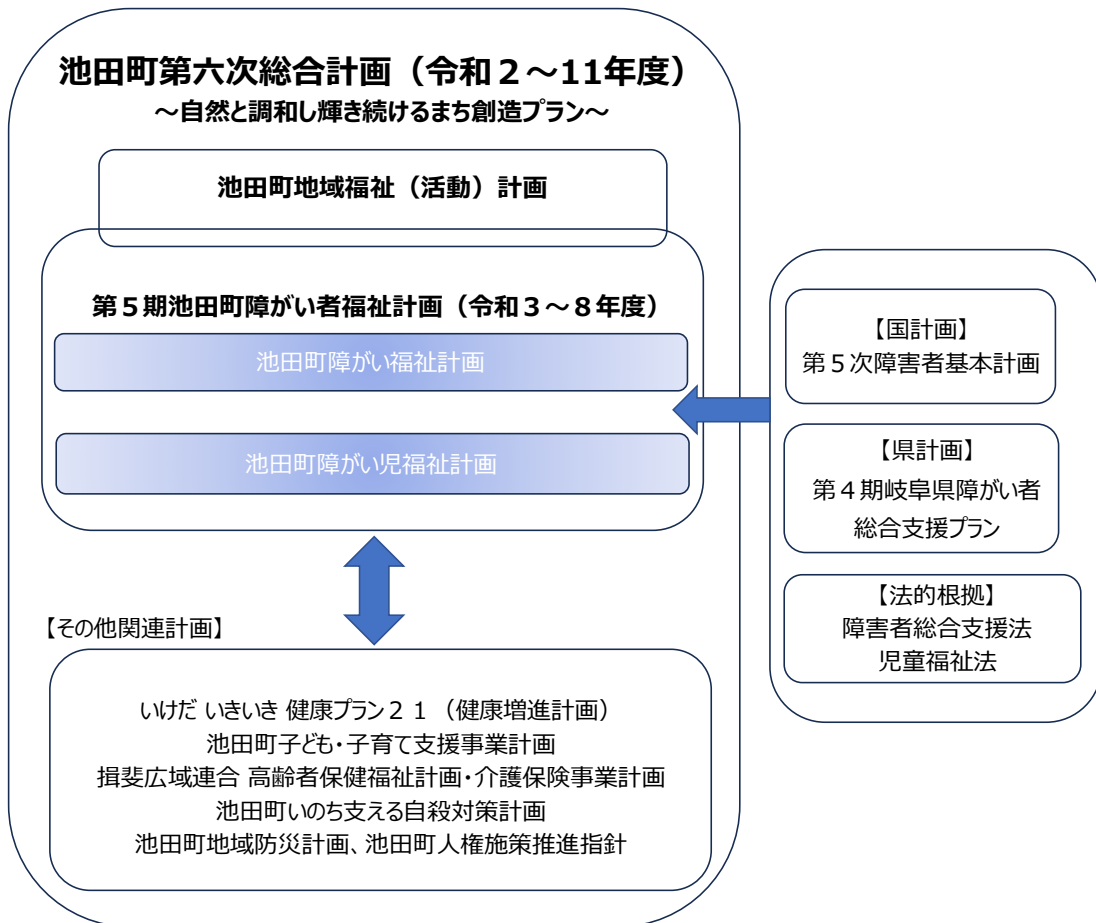 池田町第六次総合計画（令和２～11年度）
～自然と調和し輝き続けるまち創造プラン～
池田町地域福祉（活動）計画
第５期池田町障がい者福祉計画（令和３～８年度）
池田町障がい福祉計画
池田町障がい児福祉計画
【その他関連計画】
いけだ いきいき 健康プラン２１（健康増進計画）
池田町子ども・子育て支援事業計画
揖斐広域連合 高齢者保健福祉計画・介護保険事業計画
池田町いのち支える自殺対策計画
池田町地域防災計画、池田町人権施策推進指針
【国計画】
第５次障害者基本計画
【県計画】
第４期岐阜県障がい者
総合支援プラン
【法的根拠】
障害者総合支援法
児童福祉法